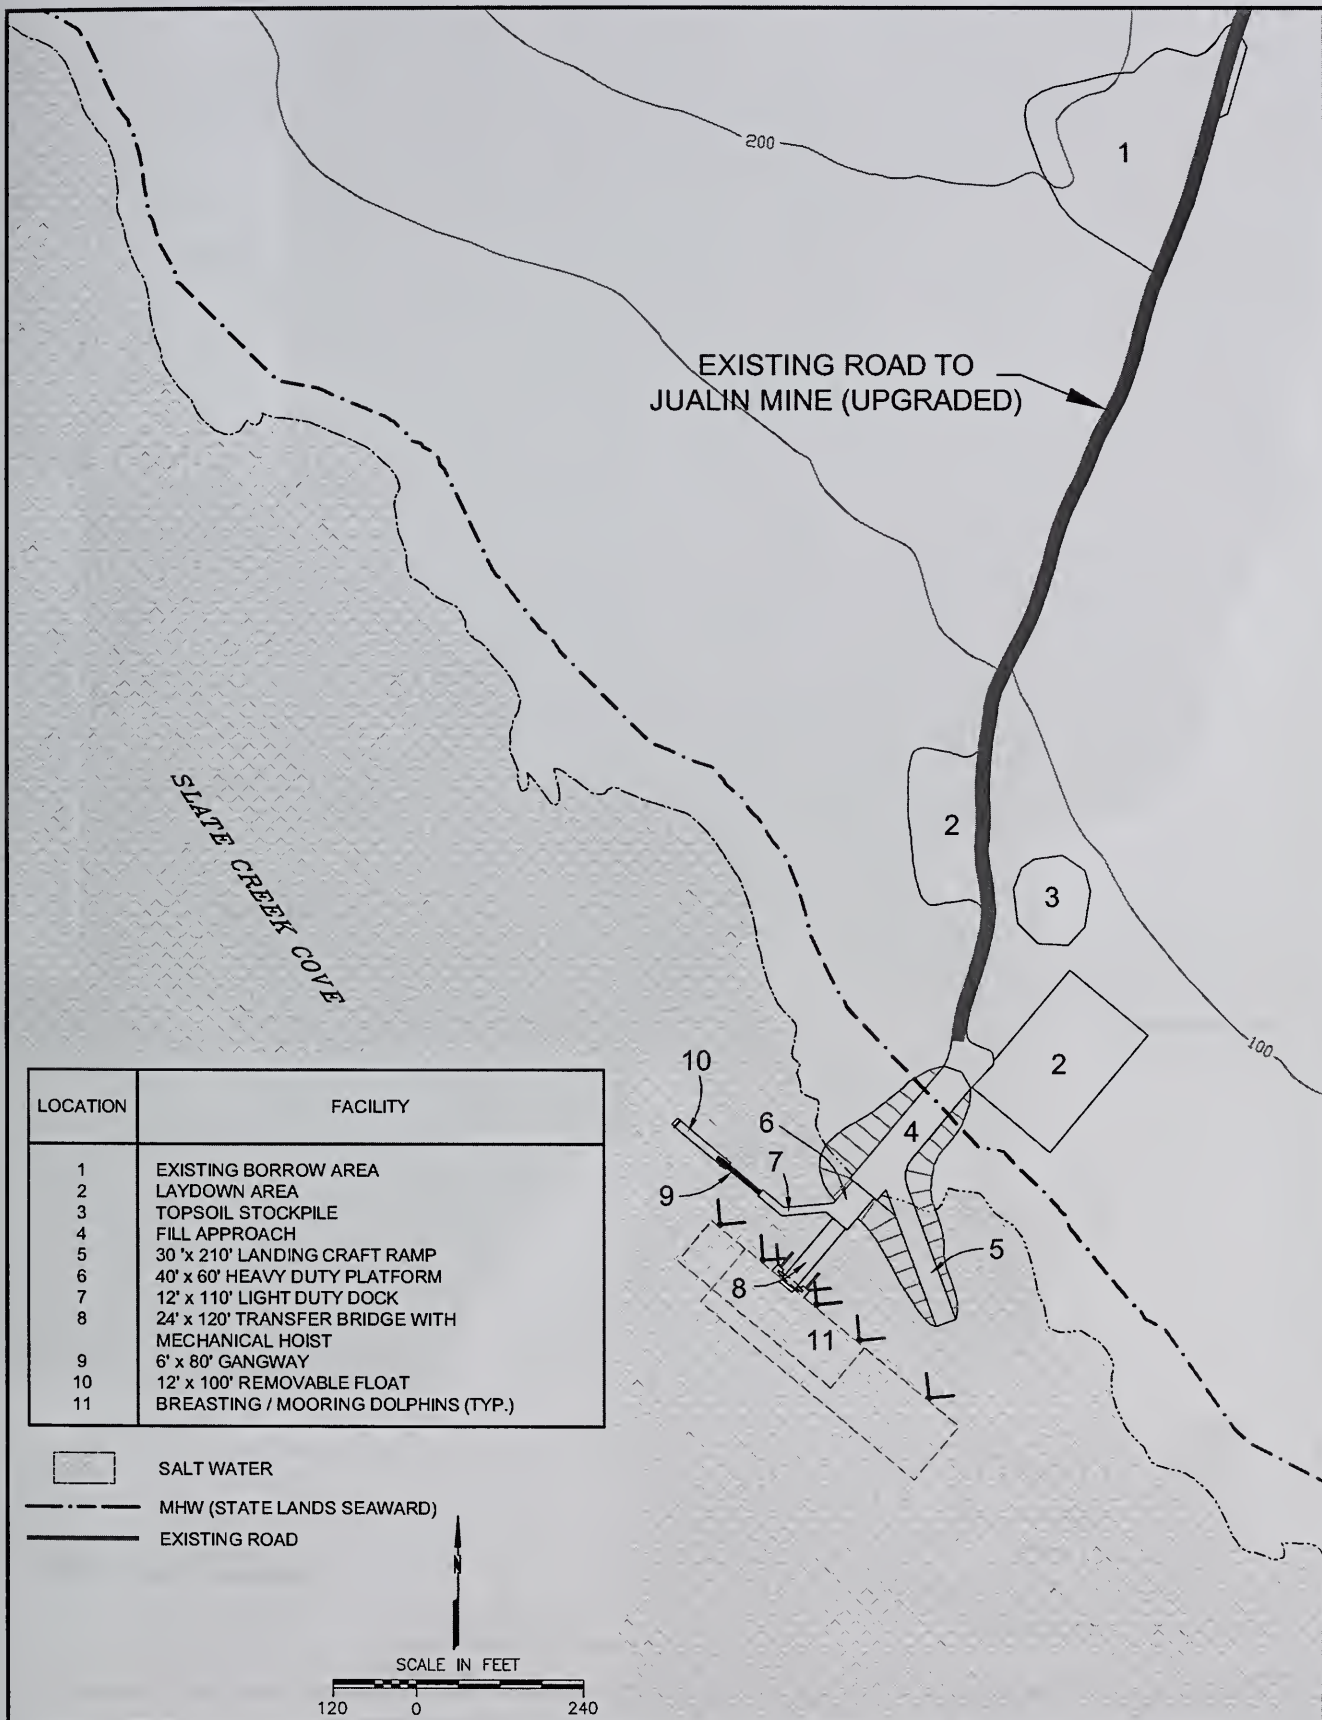 200
1
EXISTING ROAD TO
JUALIN MINE (UPGRADED)
2
3
SLATE CREEK COVE
2
100
10
6
4
7
9
5
8
11
LOCATION FACILITY
1 EXISTING BORROW AREA
2 LAYDOWN AREA
3 TOPSOIL STOCKPILE
4 FILL APPROACH
5 30 'x 210' LANDING CRAFT RAMP
6 40' x 60' HEAVY DUTY PLATFORM
7 12' x 110' LIGHT DUTY DOCK
8 24' x 120' TRANSFER BRIDGE WITH
MECHANICAL HOIST
9 6' x 80' GANGWAY
10 12' x 100' REMOVABLE FLOAT
11 BREASTING / MOORING DOLPHINS (TYP.)
SALT WATER
MHW (STATE LANDS SEAWARD)
EXISTING ROAD
N
SCALE IN FEET
120 0 240